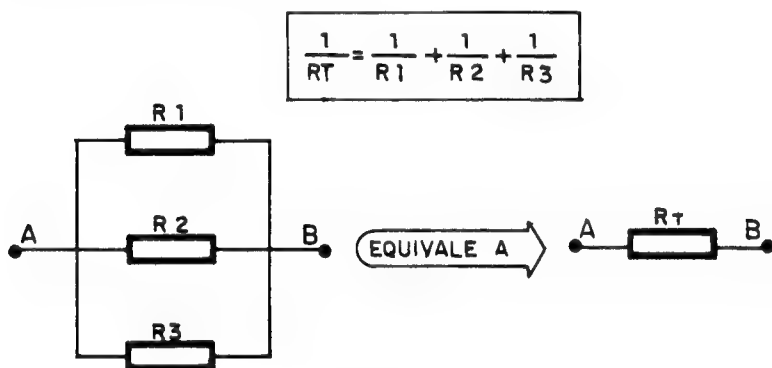 1/RT = 1/R1 + 1/R2 + 1/R3
R1
A R2 B
R3
EQUIVALE A
A RT B